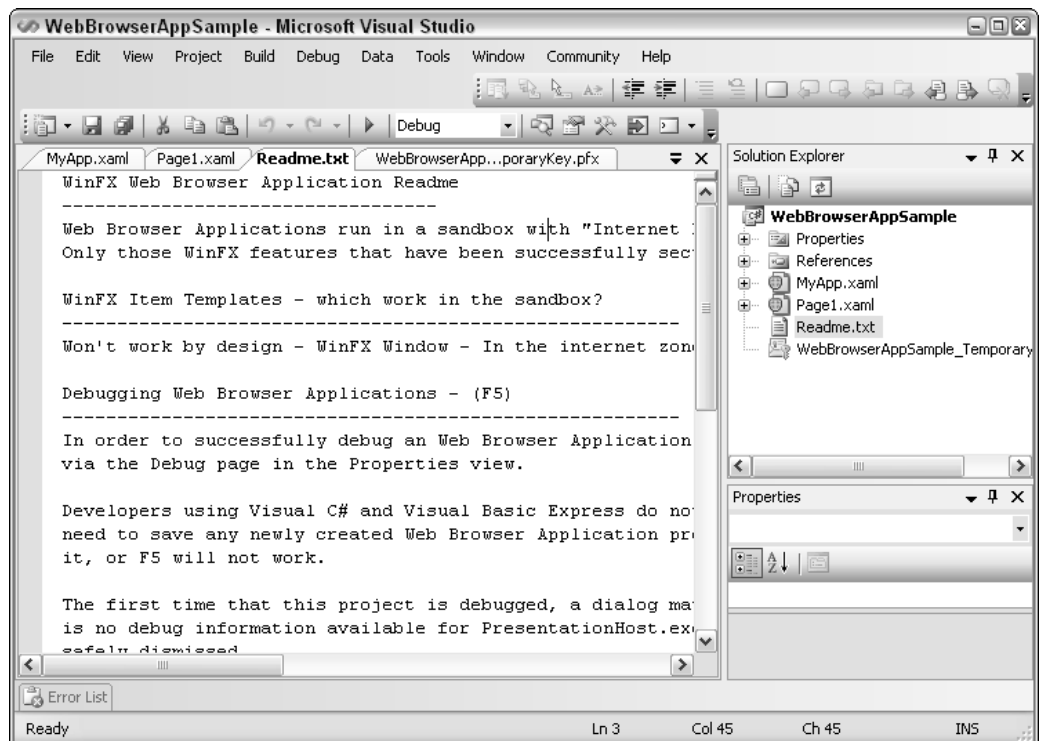 WebBrowserAppSample - Microsoft Visual Studio
File Edit View Project Build Debug Data Tools Window Community Help
Debug
MyApp.xaml Page1.xaml Readme.txt WebBrowserApp...poraryKey.pfx
WinFX Web Browser Application Readme
----------------------------------
Web Browser Applications run in a sandbox with "Internet
Only those WinFX features that have been successfully sec
WinFX Item Templates - which work in the sandbox?
--------------------------------------------------------
Won't work by design - WinFX Window - In the internet zon
Debugging Web Browser Applications - (F5)
--------------------------------------------------------
In order to successfully debug an Web Browser Application
via the Debug page in the Properties view.
Developers using Visual C# and Visual Basic Express do no
need to save any newly created Web Browser Application pr
it, or F5 will not work.
The first time that this project is debugged, a dialog ma
is no debug information available for PresentationHost.ex
safely dismissed
Solution Explorer
WebBrowserAppSample
Properties
References
MyApp.xaml
Page1.xaml
Readme.txt
WebBrowserAppSample_Temporary
Properties
Error List
Ready Ln 3 Col 45 Ch 45 INS